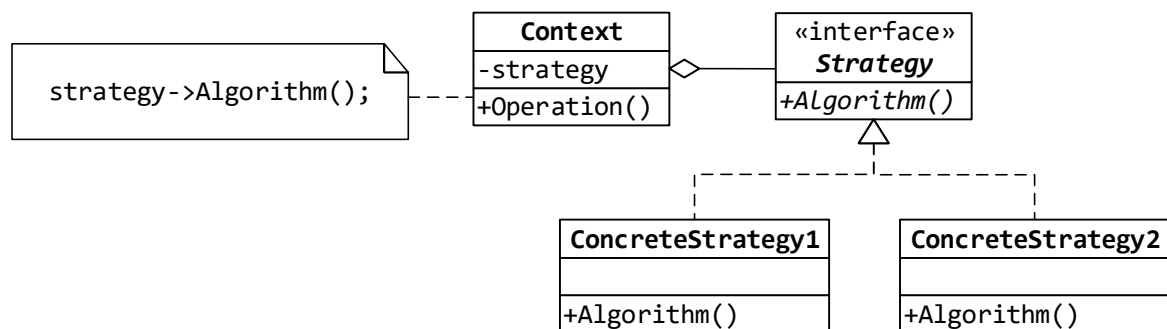 strategy->Algorithm();
Context
-strategy
+Operation()
«interface»
Strategy
+Algorithm()
ConcreteStrategy1
+Algorithm()
ConcreteStrategy2
+Algorithm()